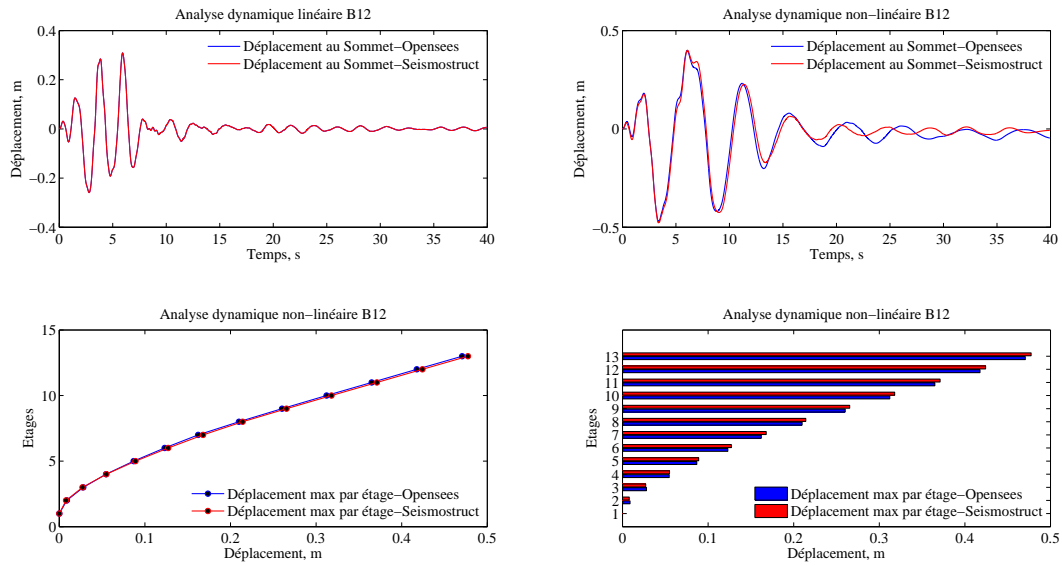 Analyse dynamique linéaire B12
0.4
0.2
0
−0.2
−0.4
Déplacement, m
Déplacement au Sommet−Opensees
Déplacement au Sommet−Seismostruct
0 5 10 15 20 25 30 35 40
Temps, s
Analyse dynamique non−linéaire B12
0.5
0
−0.5
Déplacement, m
Déplacement au Sommet−Opensees
Déplacement au Sommet−Seismostruct
0 5 10 15 20 25 30 35 40
Temps, s
Analyse dynamique non−linéaire B12
15
10
5
0
Etages
Déplacement max par étage−Opensees
Déplacement max par étage−Seismostruct
0 0.1 0.2 0.3 0.4 0.5
Déplacement, m
Analyse dynamique non−linéaire B12
13
12
11
10
9
8
7
6
5
4
3
2
1
Etages
Déplacement max par étage−Opensees
Déplacement max par étage−Seismostruct
0 0.1 0.2 0.3 0.4 0.5
Déplacement, m